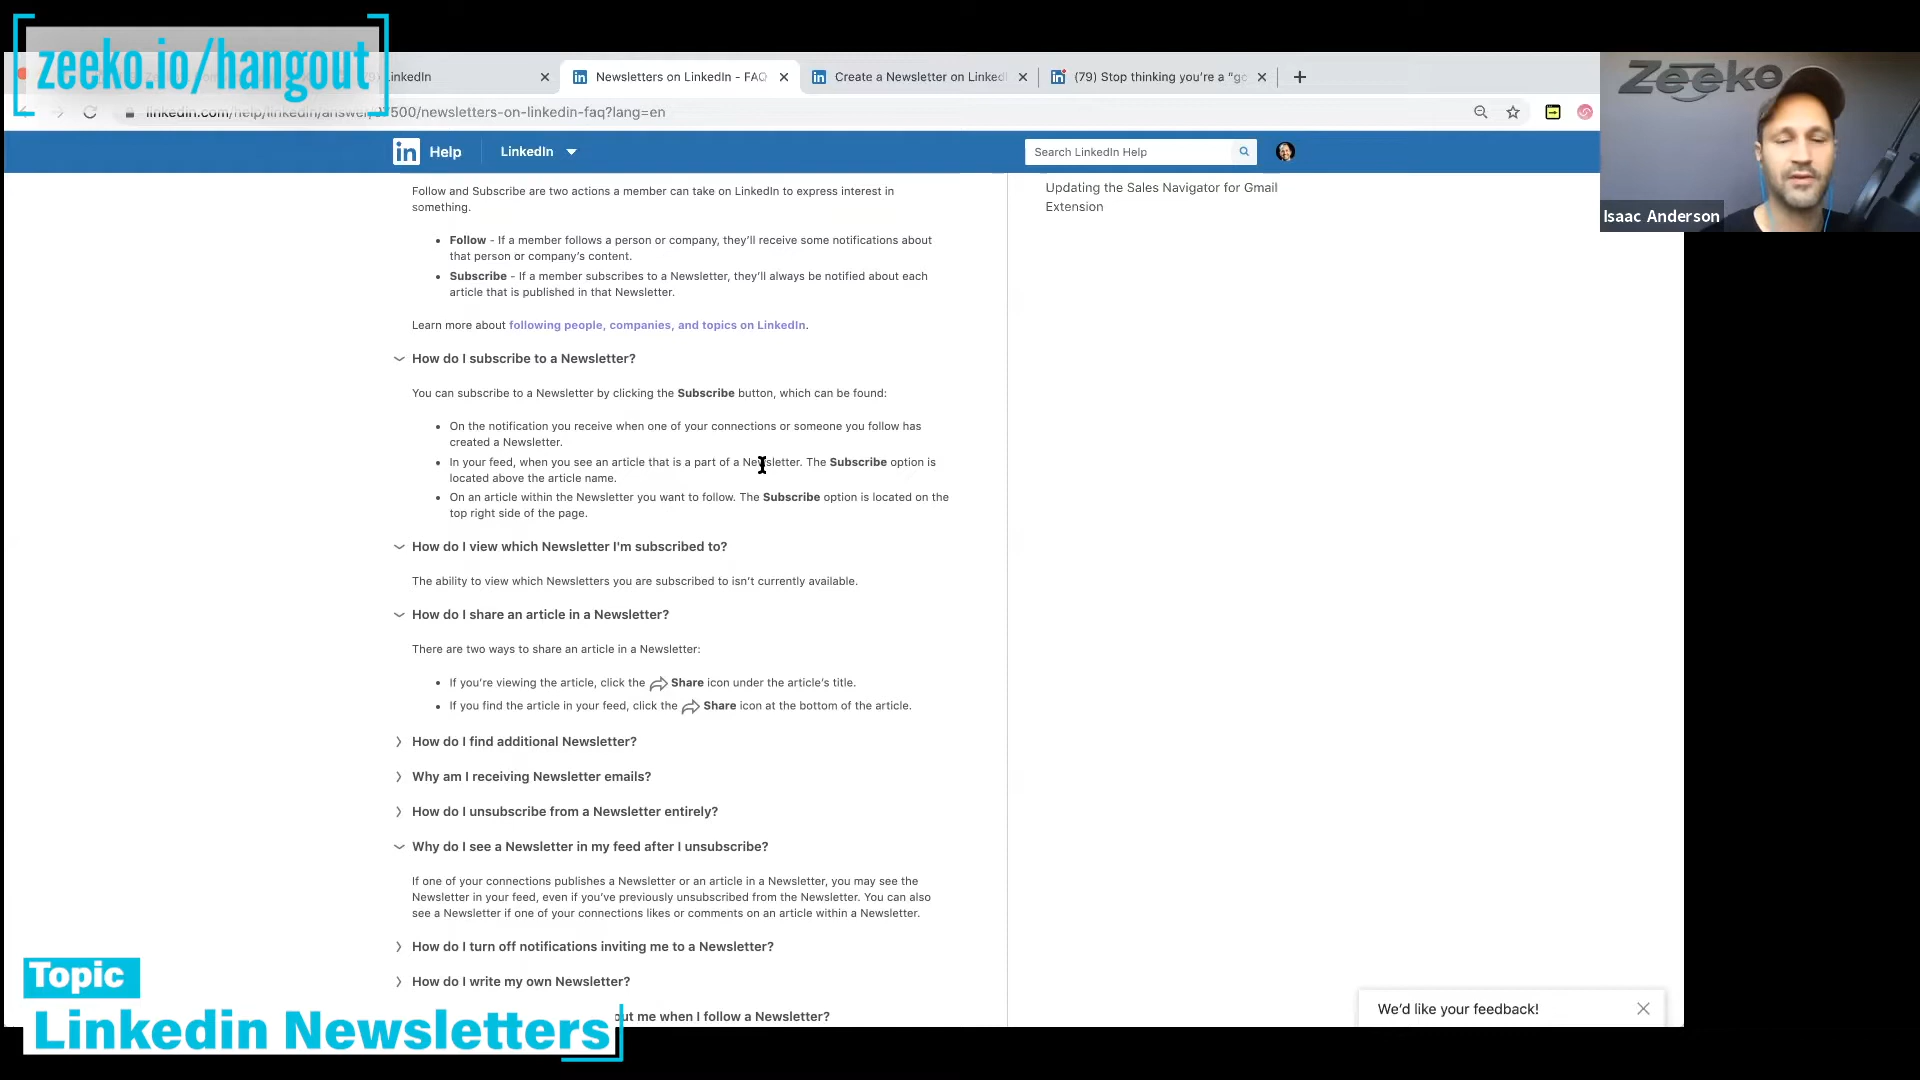 zeeko.io/hangout
LinkedIn
Newsletters on LinkedIn - FAQ
Create a Newsletter on LinkedI
(79) Stop thinking you're a "go
500/newsletters-on-linkedin-faq?lang=en
Help
LinkedIn
Search LinkedIn Help
Zeeko
Isaac Anderson
Follow and Subscribe are two actions a member can take on LinkedIn to express interest in
something.
Follow - If a member follows a person or company, they'll receive some notifications about
that person or company's content.
Subscribe - If a member subscribes to a Newsletter, they'll always be notified about each
article that is published in that Newsletter.
Learn more about following people, companies, and topics on LinkedIn.
How do I subscribe to a Newsletter?
You can subscribe to a Newsletter by clicking the Subscribe button, which can be found:
On the notification you receive when one of your connections or someone you follow has
created a Newsletter.
In your feed, when you see an article that is a part of a Newsletter. The Subscribe option is
located above the article name.
On an article within the Newsletter you want to follow. The Subscribe option is located on the
top right side of the page.
How do I view which Newsletter I'm subscribed to?
The ability to view which Newsletters you are subscribed to isn't currently available.
How do I share an article in a Newsletter?
There are two ways to share an article in a Newsletter:
If you're viewing the article, click the Share icon under the article's title.
If you find the article in your feed, click the Share icon at the bottom of the article.
How do I find additional Newsletter?
Why am I receiving Newsletter emails?
How do I unsubscribe from a Newsletter entirely?
Why do I see a Newsletter in my feed after I unsubscribe?
If one of your connections publishes a Newsletter or an article in a Newsletter, you may see the
Newsletter in your feed, even if you've previously unsubscribed from the Newsletter. You can also
see a Newsletter if one of your connections likes or comments on an article within a Newsletter.
How do I turn off notifications inviting me to a Newsletter?
How do I write my own Newsletter?
out me when I follow a Newsletter?
Updating the Sales Navigator for Gmail
Extension
We'd like your feedback!
Topic
Linkedin Newsletters